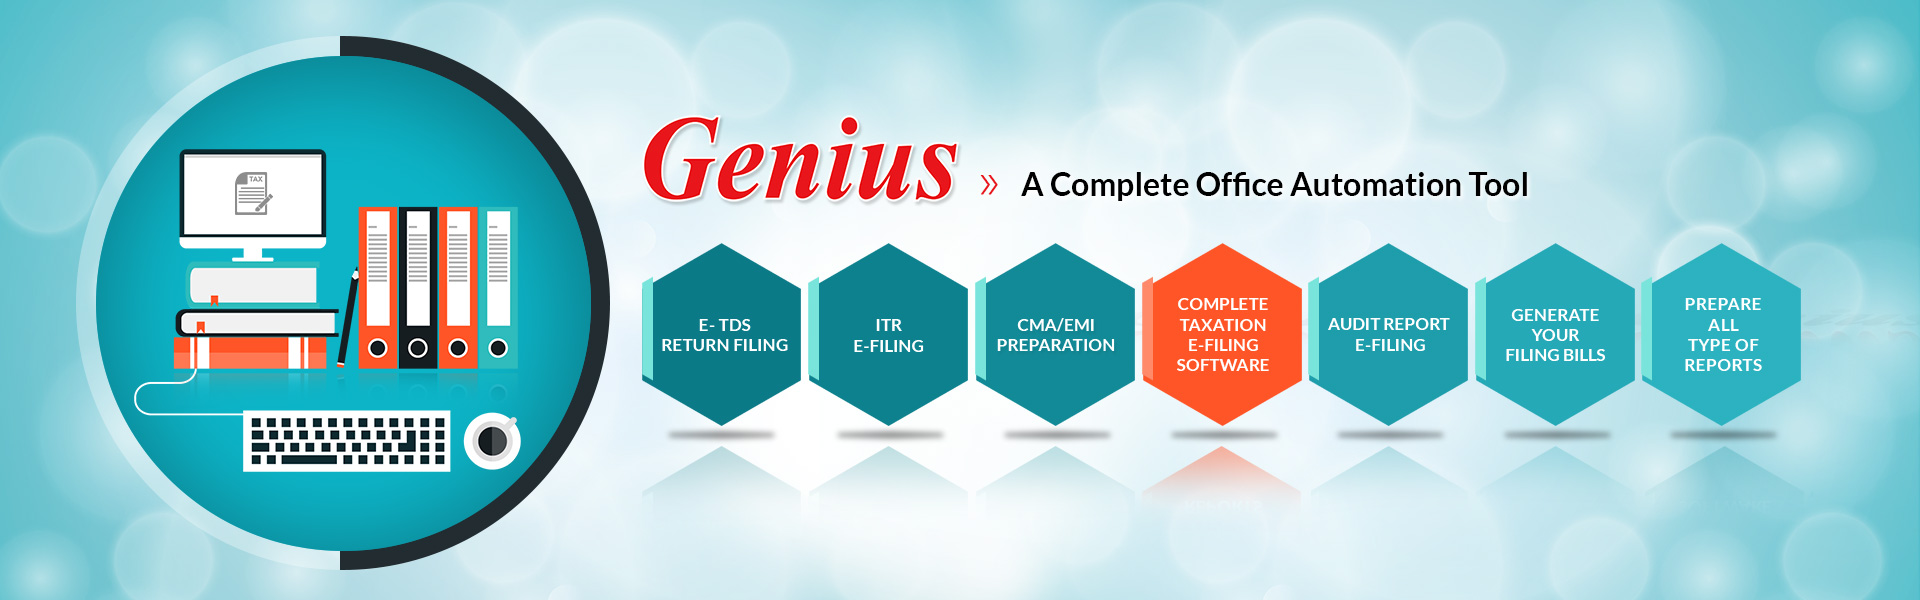 TAX
Genius
» A Complete Office Automation Tool
E- TDS
RETURN FILING
ITR
E-FILING
CMA/EMI
PREPARATION
COMPLETE
TAXATION
E-FILING
SOFTWARE
AUDIT REPORT
E-FILING
GENERATE
YOUR
FILING BILLS
PREPARE
ALL
TYPE OF
REPORTS